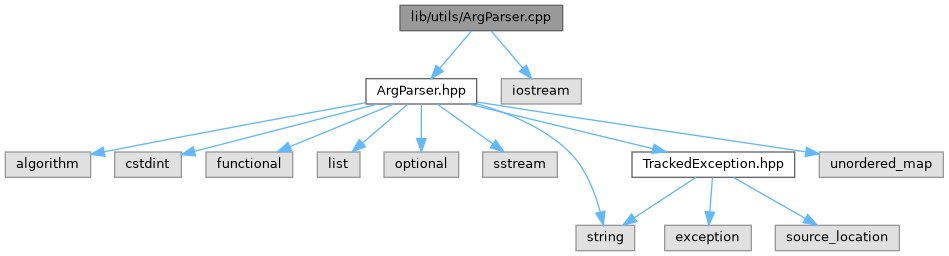 lib/utils/ArgParser.cpp
ArgParser.hpp
iostream
algorithm
cstdint
functional
list
optional
sstream
TrackedException.hpp
unordered_map
string
exception
source_location